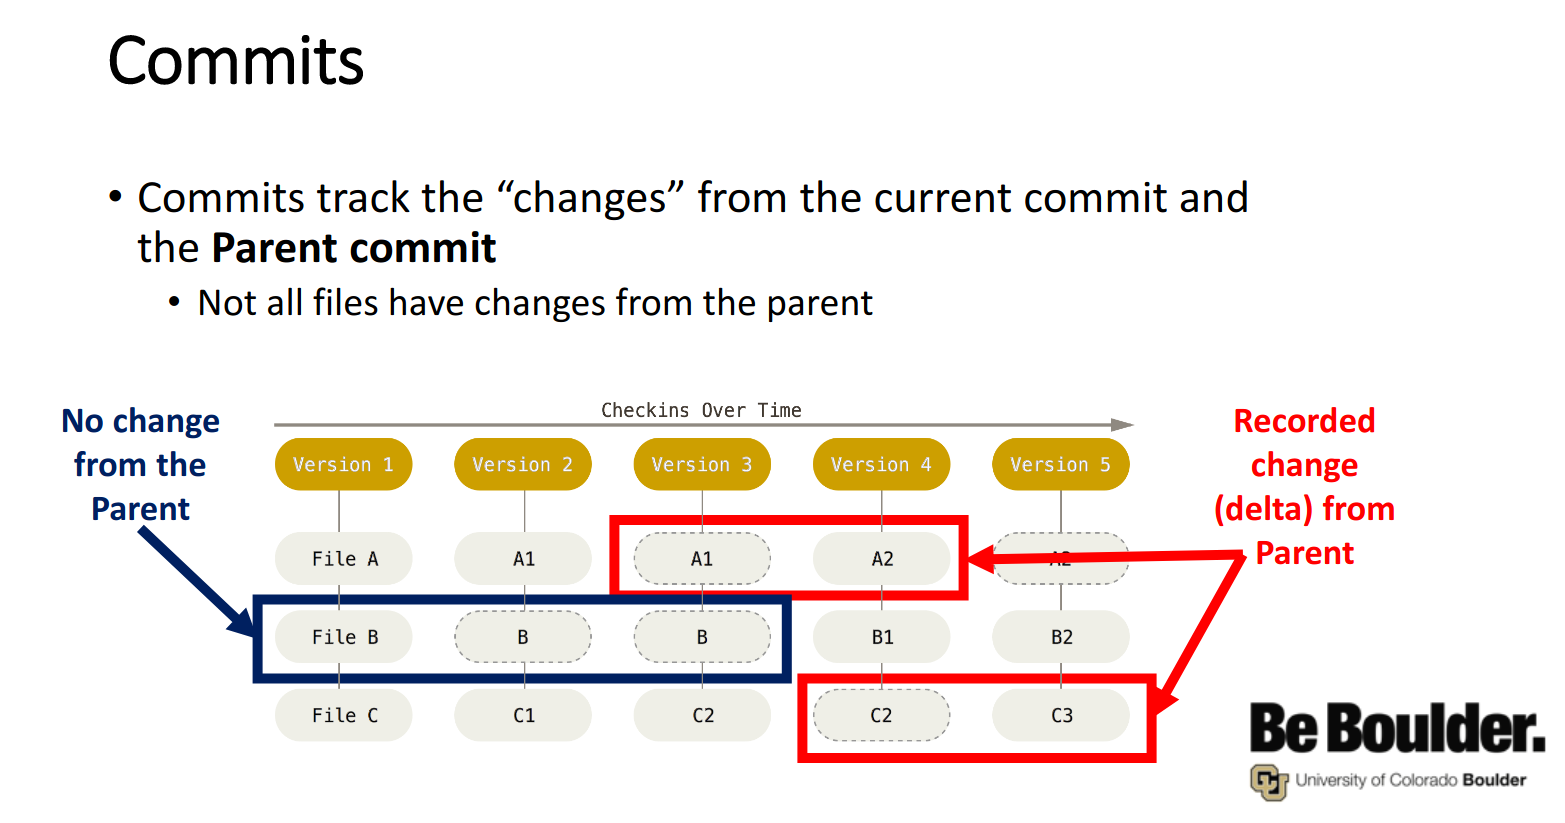 Commits
• Commits track the “changes” from the current commit and
the Parent commit
• Not all files have changes from the parent
No change
from the
Parent
Checkins Over Time
Version 1 Version 2 Version 3 Version 4 Version 5
File A A1 A1 A2 A2
File B B B B1 B2
File C C1 C2 C2 C3
Recorded
change
(delta) from
Parent
Be Boulder.
CU University of Colorado Boulder